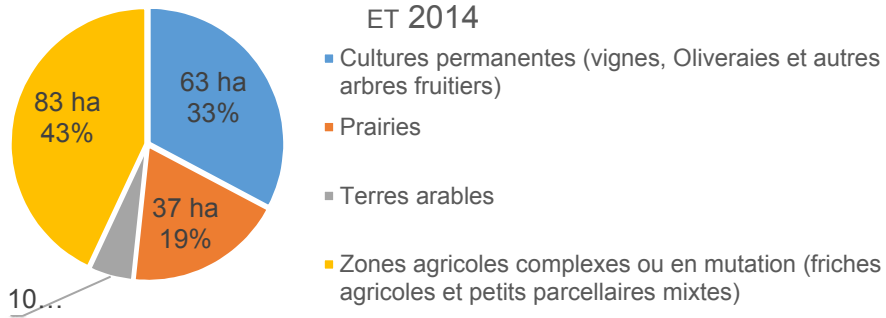 ET 2014
Cultures permanentes (vignes, Oliveraies et autres
arbres fruitiers)
Prairies
Terres arables
Zones agricoles complexes ou en mutation (friches
agricoles et petits parcellaires mixtes)
63 ha
33%
37 ha
19%
10...
83 ha
43%